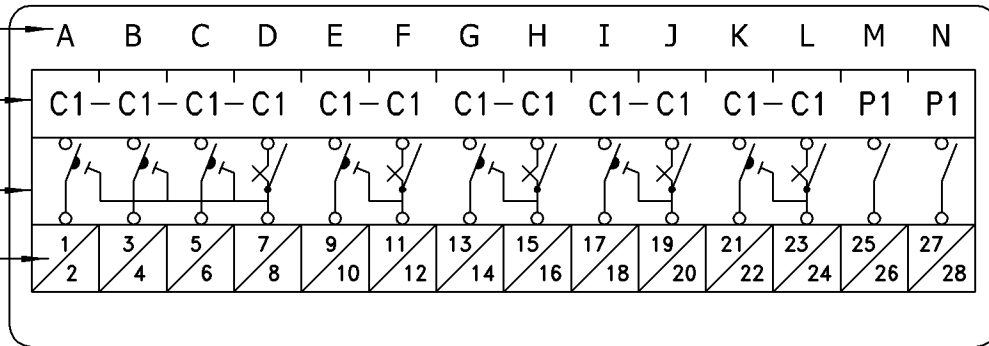 A B C D E F G H I J K L M N
C1-C1-C1-C1 C1-C1 C1-C1 C1-C1 C1-C1 P1 P1
1 3 5 7 9 11 13 15 17 19 21 23 25 27
2 4 6 8 10 12 14 16 18 20 22 24 26 28